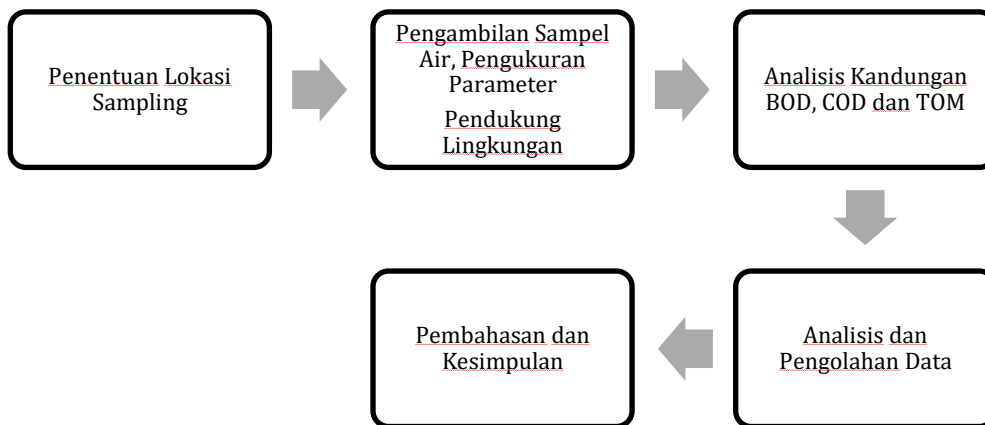 Penentuan Lokasi
Sampling
Pengambilan Sampel
Air, Pengukuran
Parameter
Pendukung
Lingkungan
Analisis Kandungan
BOD, COD dan TOM
Analisis dan
Pengolahan Data
Pembahasan dan
Kesimpulan